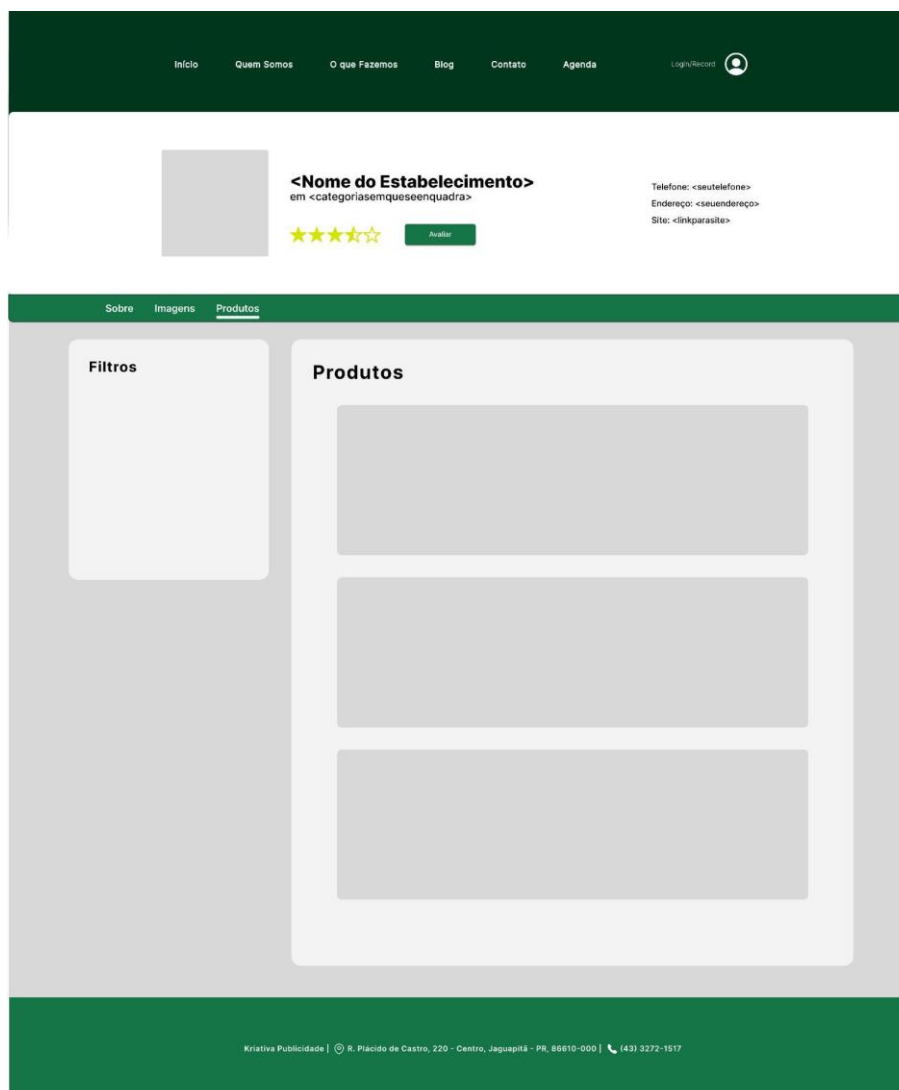 Início Quem Somos O que Fazemos Blog Contato Agenda Login/Record
<Nome do Estabelecimento>
em <categoriasemqueseenquadra>
Avaliar
Telefone: <seutelefone>
Endereço: <seuendereço>
Site: <linkparasite>
Sobre Imagens Produtos
Filtros
Produtos
Kriativa Publicidade | R. Plácido de Castro, 220 - Centro, Jaguapitã - PR, 86610-000 | (43) 3272-1517